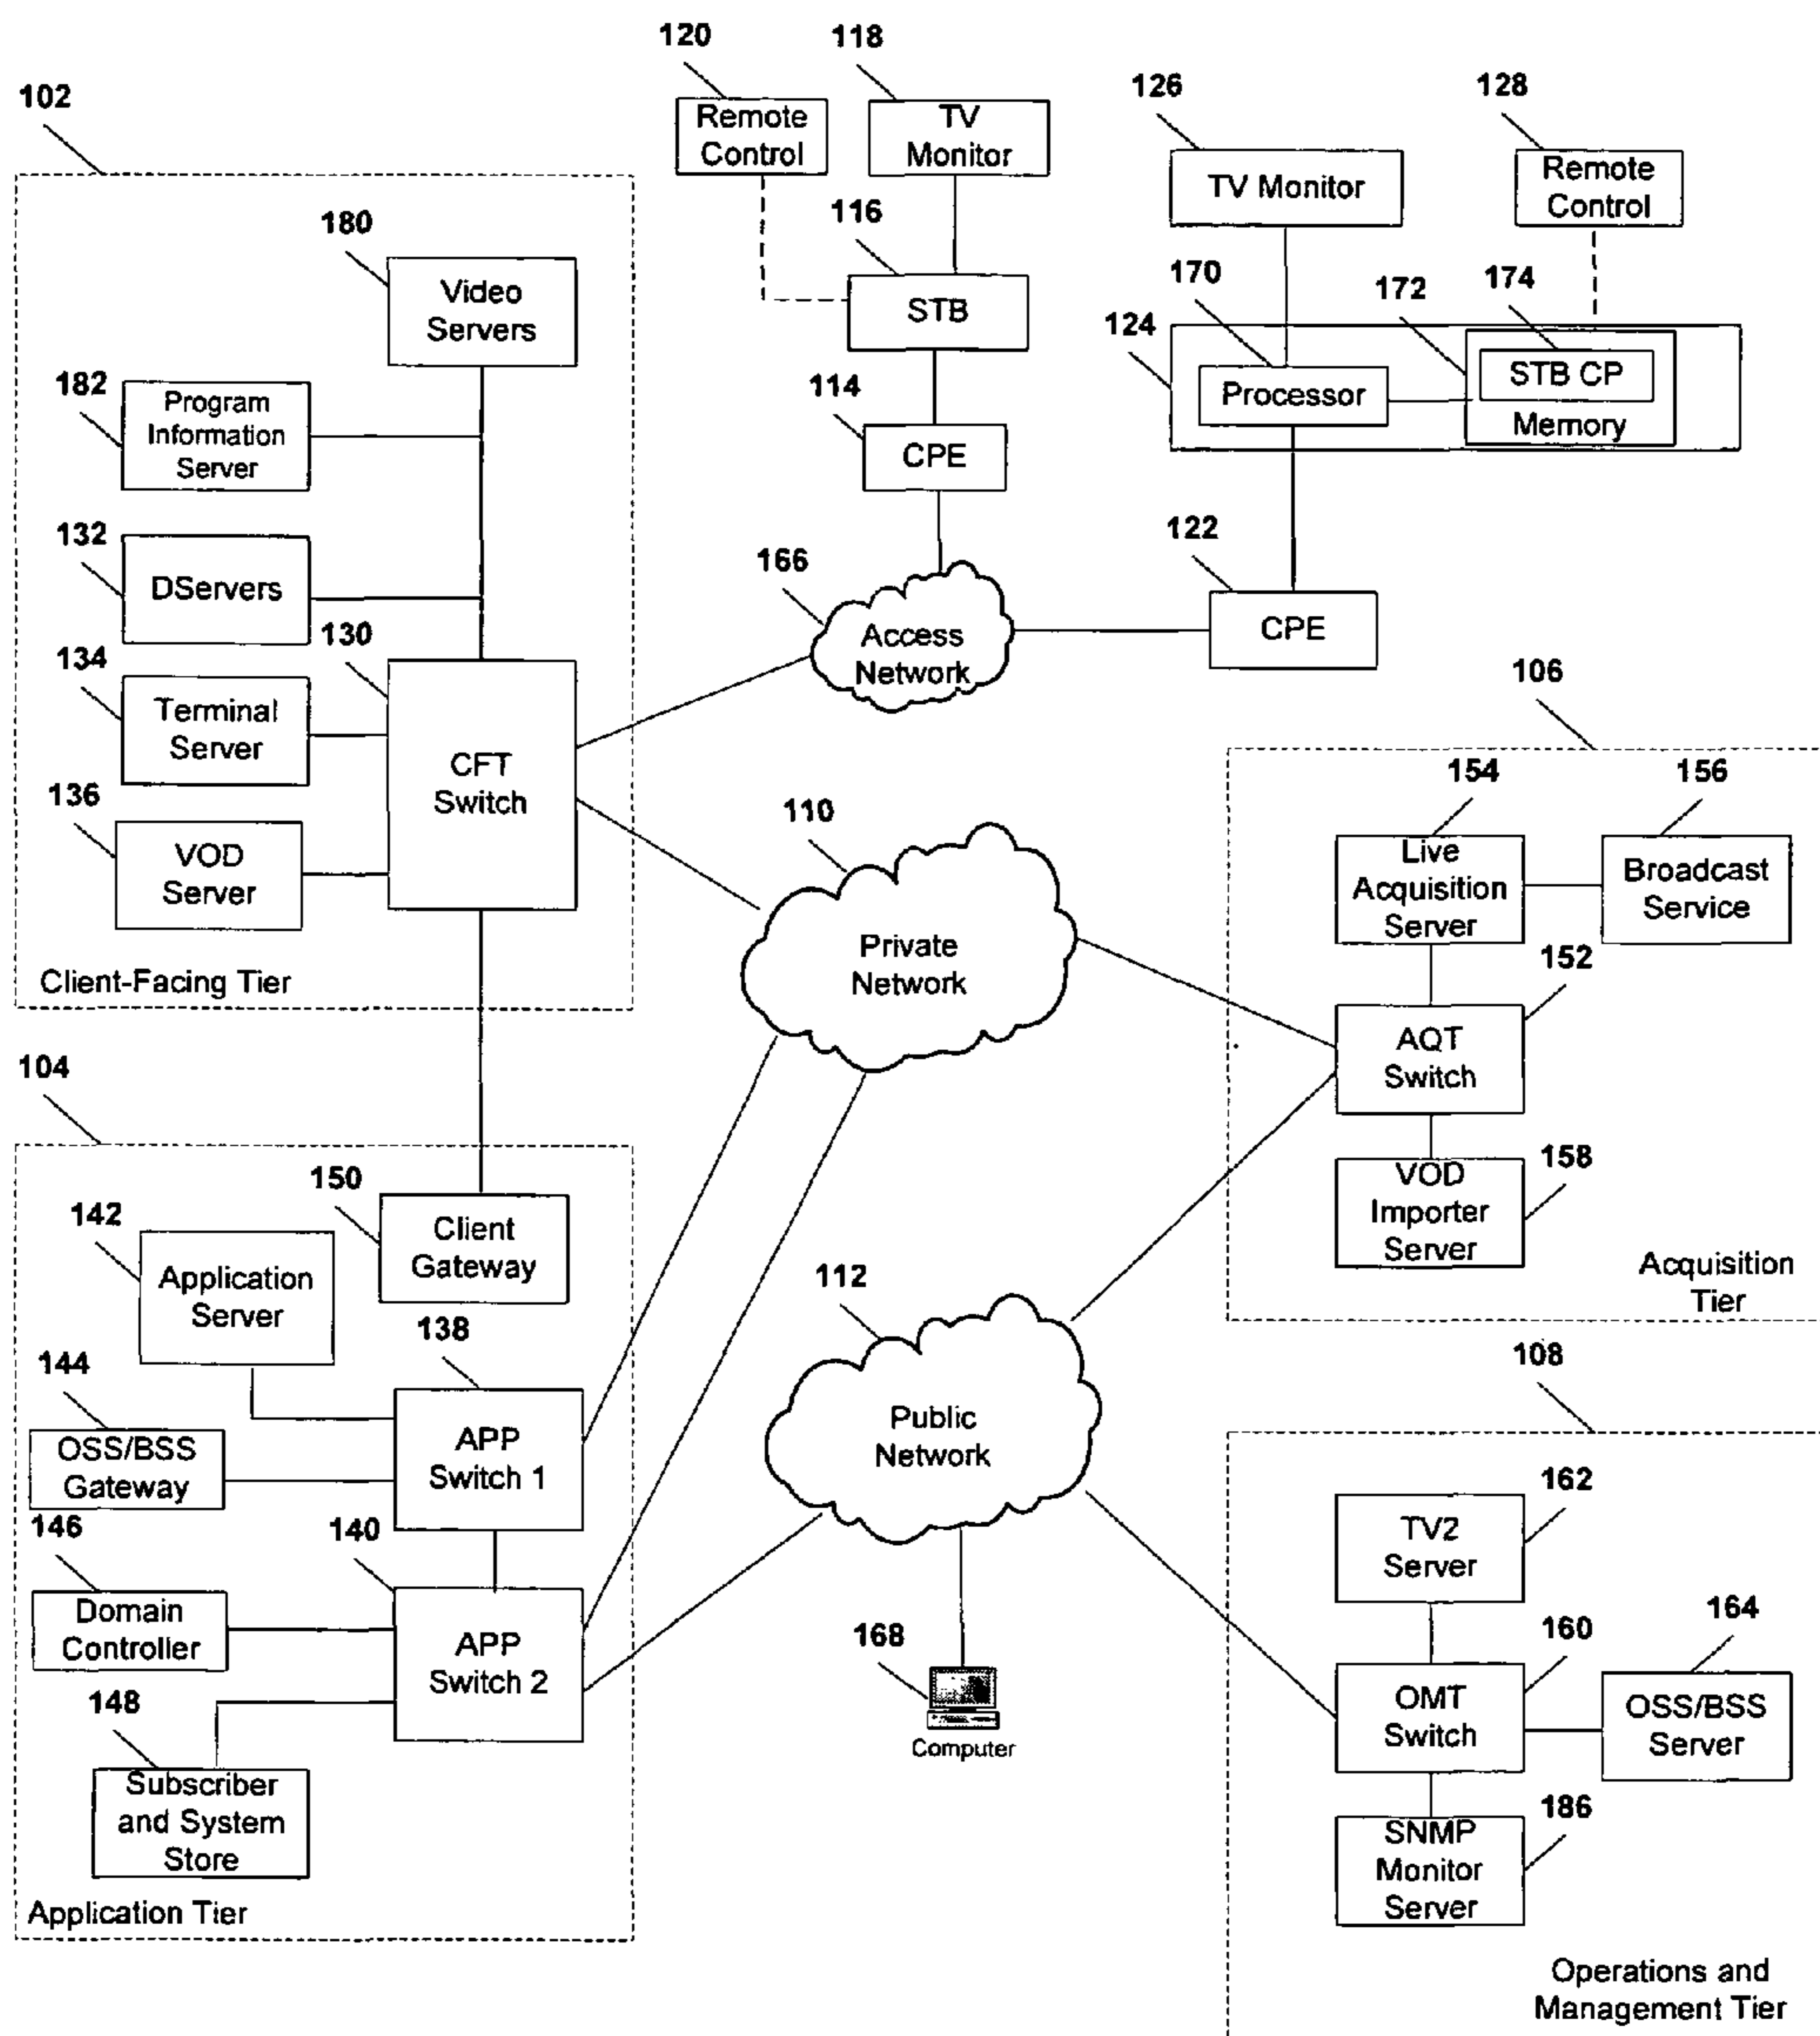 120
118
102
126
128
Remote
Control
TV
Monitor
TV Monitor
Remote
Control
180
116
Video
Servers
STB
170
172
174
124
STB CP
Processor
Memory
182
Program
Information
Server
114
CPE
132
DServers
166
122
Access
Network
CPE
130
134
Terminal
Server
CFT
Switch
106
136
VOD
Server
110
154
156
Live
Acquisition
Server
Broadcast
Service
Private
Network
152
Client-Facing Tier
AQT
Switch
104
158
VOD
Importer
Server
150
142
Client
Gateway
Application
Server
Acquisition
Tier
112
138
144
108
OSS/BSS
Gateway
APP
Switch 1
Public
Network
162
TV2
Server
146
140
Domain
Controller
APP
Switch 2
168
160
164
OMT
Switch
OSS/BSS
Server
148
Computer
Subscriber
and System
Store
186
SNMP
Monitor
Server
Application Tier
Operations and
Management Tier